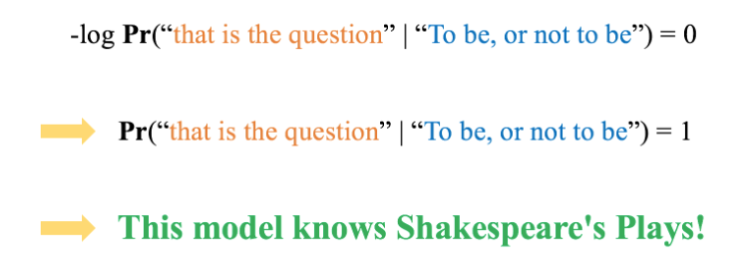 -log Pr(“that is the question” | “To be, or not to be”) = 0
Pr(“that is the question” | “To be, or not to be”) = 1
This model knows Shakespeare's Plays!